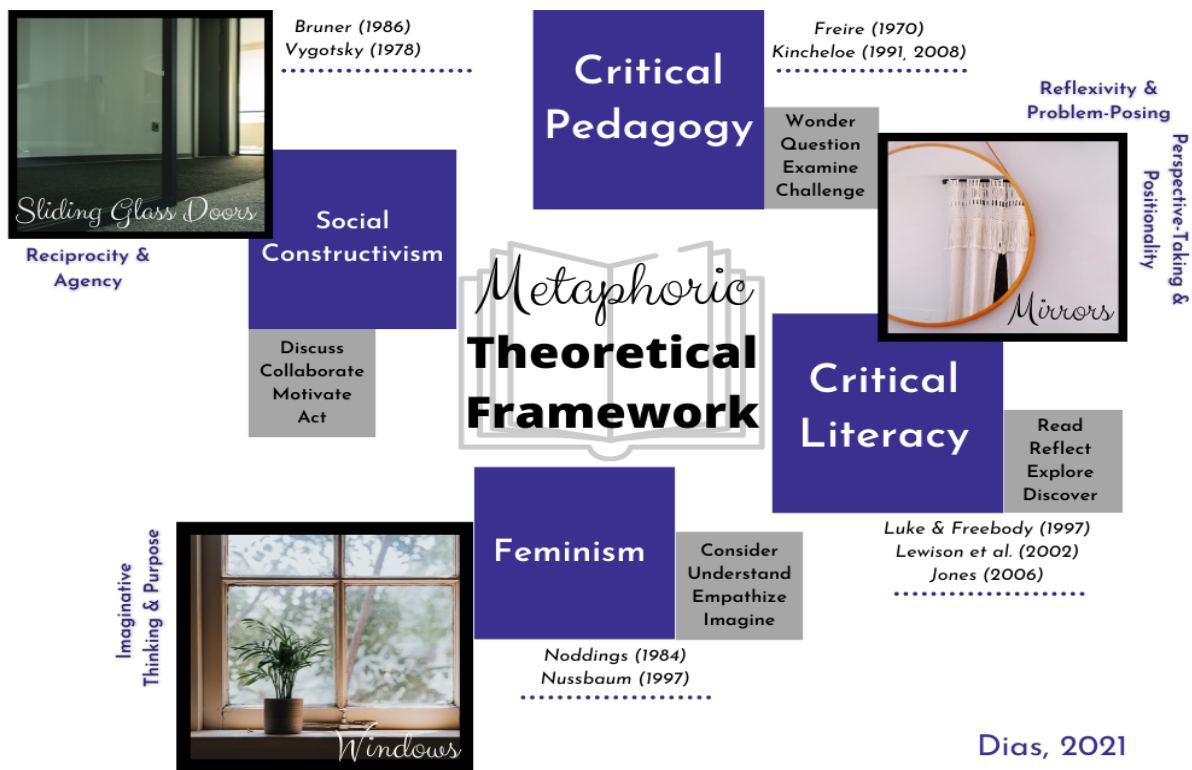 Bruner (1986)
Vygotsky (1978)
Sliding Glass Doors
Reciprocity &
Agency
Social
Constructivism
Discuss
Collaborate
Motivate
Act
Critical
Pedagogy
Freire (1970)
Kincheloe (1991, 2008)
Wonder
Question
Examine
Challenge
Reflexivity &
Problem-Posing
Perspective-Taking &
Positionality
Mirrors
Metaphoric
Theoretical
Framework
Critical
Literacy
Read
Reflect
Explore
Discover
Luke & Freebody (1997)
Lewison et al. (2002)
Jones (2006)
Imaginative
Thinking & Purpose
Windows
Feminism
Consider
Understand
Empathize
Imagine
Noddings (1984)
Nussbaum (1997)
Dias, 2021